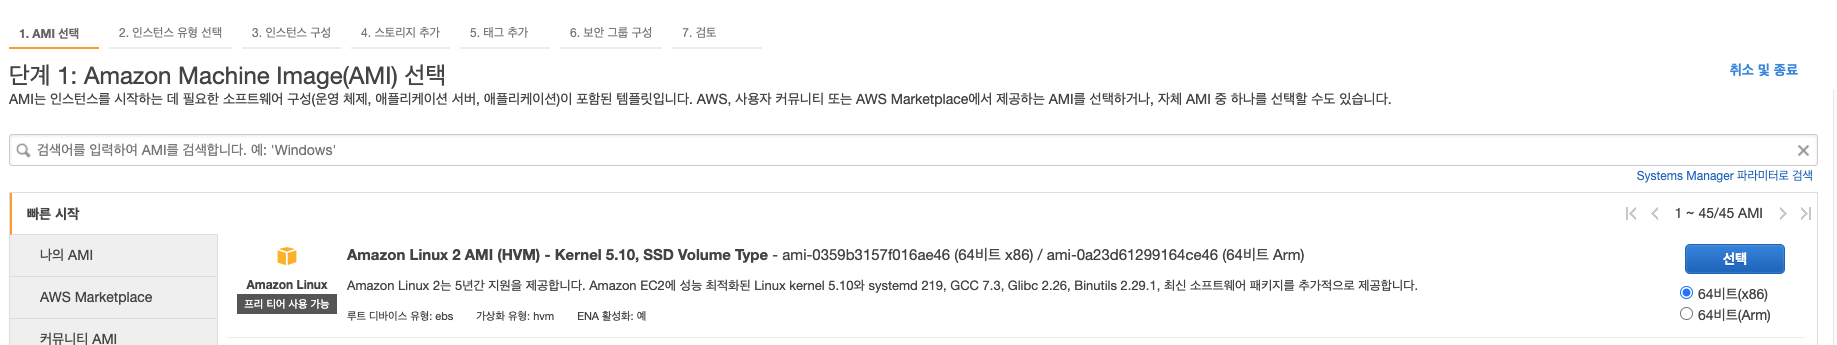 1. AMI 선택 2. 인스턴스 유형 선택 3. 인스턴스 구성 4. 스토리지 추가 5. 태그 추가 6. 보안 그룹 구성 7. 검토
단계 1: Amazon Machine Image(AMI) 선택
취소 및 종료
AMI는 인스턴스를 시작하는 데 필요한 소프트웨어 구성(운영 체제, 애플리케이션 서버, 애플리케이션)이 포함된 템플릿입니다. AWS, 사용자 커뮤니티 또는 AWS Marketplace에서 제공하는 AMI를 선택하거나, 자체 AMI 중 하나를 선택할 수도 있습니다.
검색어를 입력하여 AMI를 검색합니다. 예: 'Windows'
Systems Manager 파라미터로 검색
빠른 시작
1 ~ 45/45 AMI
나의 AMI
AWS Marketplace
커뮤니티 AMI
Amazon Linux
프리 티어 사용 가능
Amazon Linux 2 AMI (HVM) - Kernel 5.10, SSD Volume Type - ami-0359b3157f016ae46 (64비트 x86) / ami-0a23d61299164ce46 (64비트 Arm)
Amazon Linux 2는 5년간 지원을 제공합니다. Amazon EC2에 성능 최적화된 Linux kernel 5.10와 systemd 219, GCC 7.3, Glibc 2.26, Binutils 2.29.1, 최신 소프트웨어 패키지를 추가적으로 제공합니다.
루트 디바이스 유형: ebs 가상화 유형: hvm ENA 활성화: 예
선택
64비트(x86)
64비트(Arm)